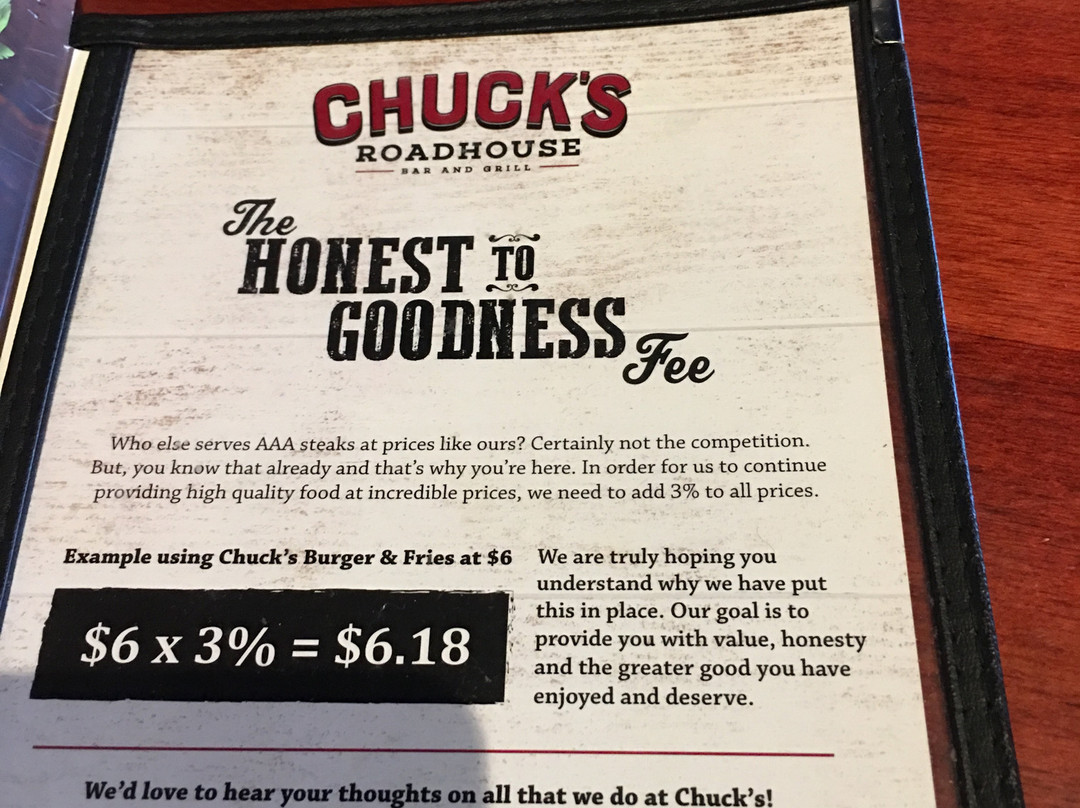 CHUCK'S
ROADHOUSE
BAR AND GRILL
The
HONEST TO
GOODNESS
Fee
Who else serves AAA steaks at prices like ours? Certainly not the competition.
But, you know that already and that's why you're here. In order for us to continue
providing high quality food at incredible prices, we need to add 3% to all prices.
Example using Chuck's Burger & Fries at $6
$6 x 3% = $6.18
We are truly hoping you
understand why we have put
this in place. Our goal is to
provide you with value, honesty
and the greater good you have
enjoyed and deserve.
We'd love to hear your thoughts on all that we do at Chuck's!